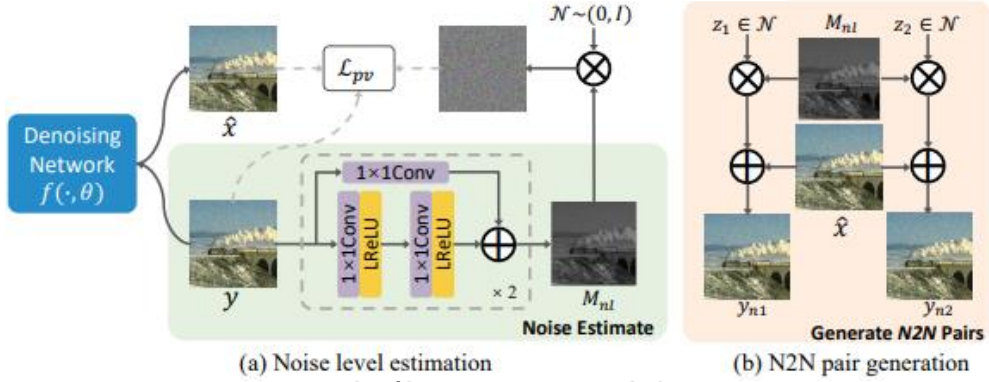 𝒩~(0, I)
ℒpv
x̂
Denoising
Network
f(·,θ)
1×1Conv
1×1Conv
LReLU
1×1Conv
LReLU
× 2
y
Mnl
Noise Estimate
(a) Noise level estimation
z1 ∈ 𝒩
Mnl
z2 ∈ 𝒩
x̂
yn1
yn2
Generate N2N Pairs
(b) N2N pair generation